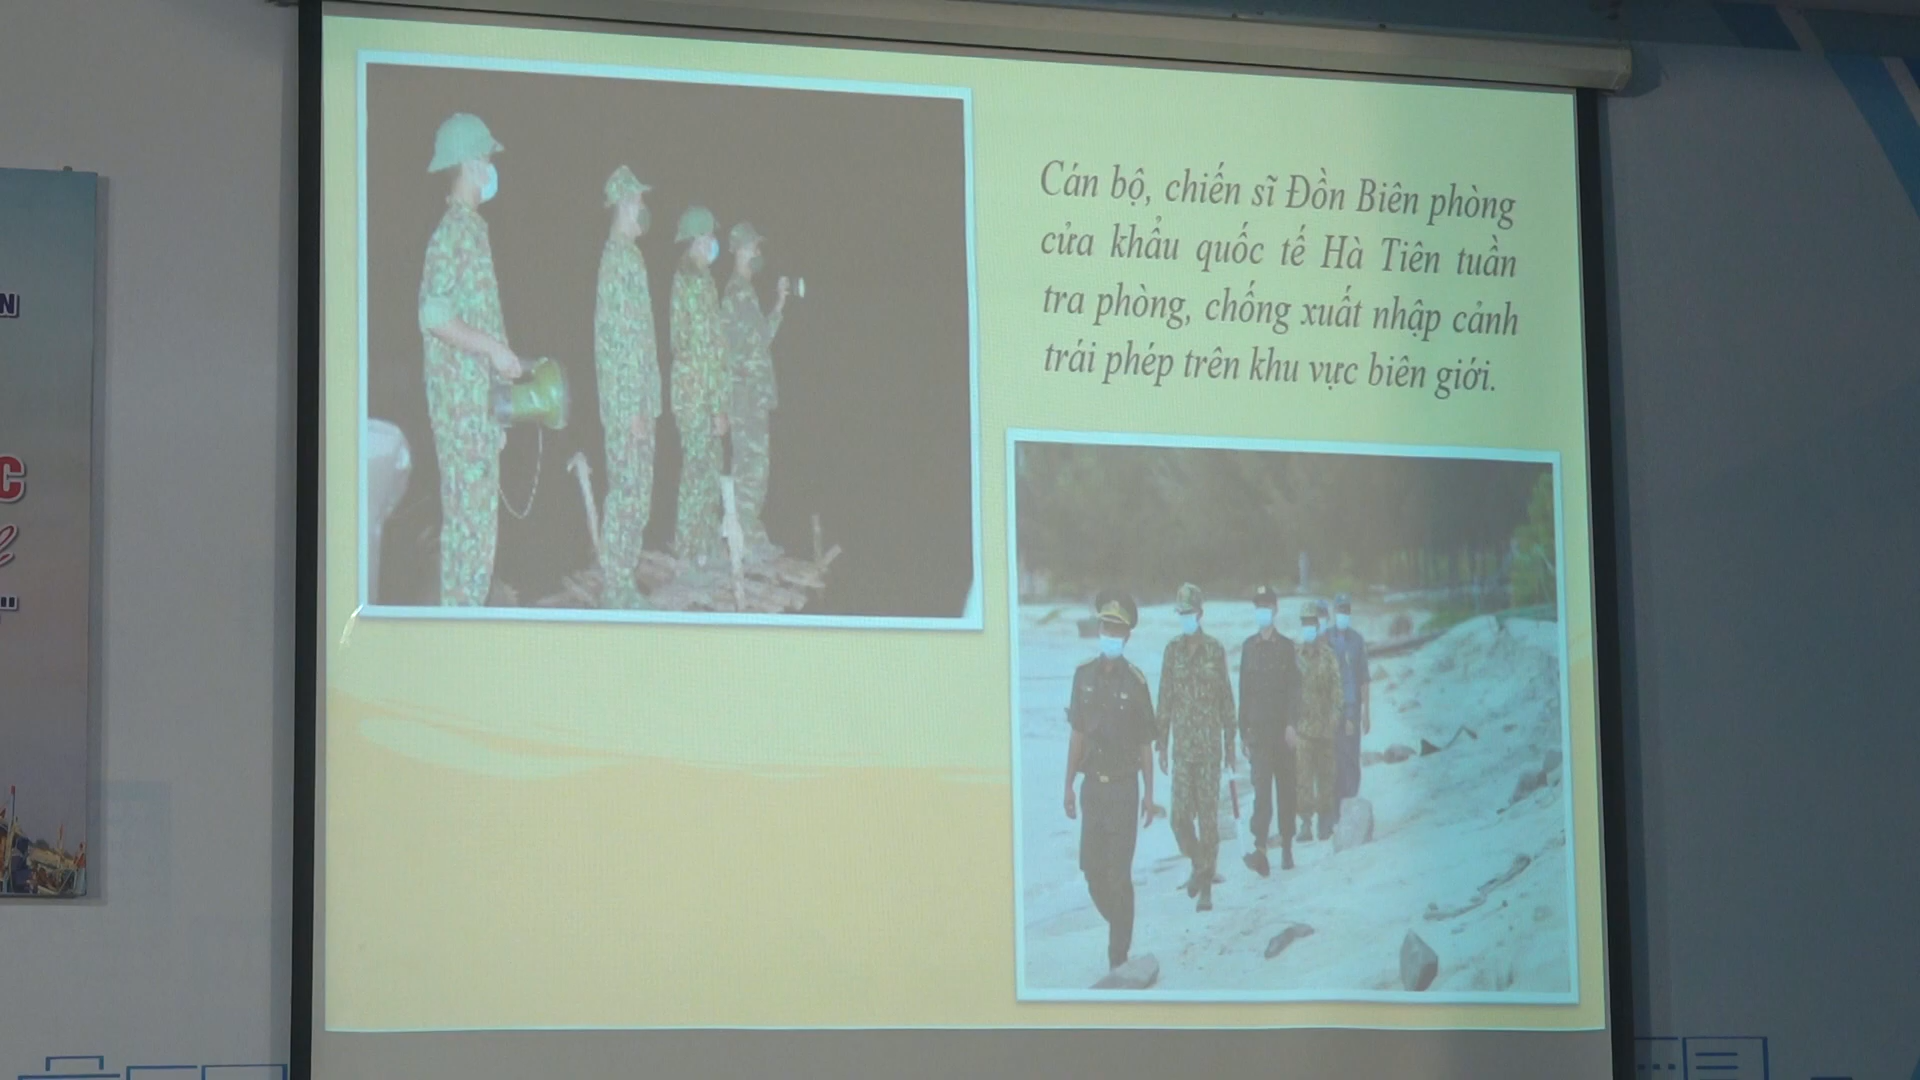 Cán bộ, chiến sĩ Đồn Biên phòng
cửa khẩu quốc tế Hà Tiên tuần
tra phòng, chống xuất nhập cảnh
trái phép trên khu vực biên giới.
N
C
"